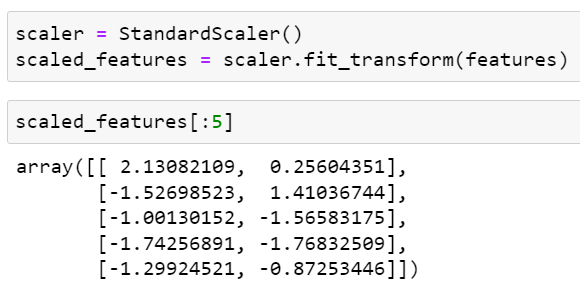 scaler = StandardScaler()
scaled_features = scaler.fit_transform(features)
scaled_features[:5]
array([[ 2.13082109,  0.25604351],
       [-1.52698523,  1.41036744],
       [-1.00130152, -1.56583175],
       [-1.74256891, -1.76832509],
       [-1.29924521, -0.87253446]])